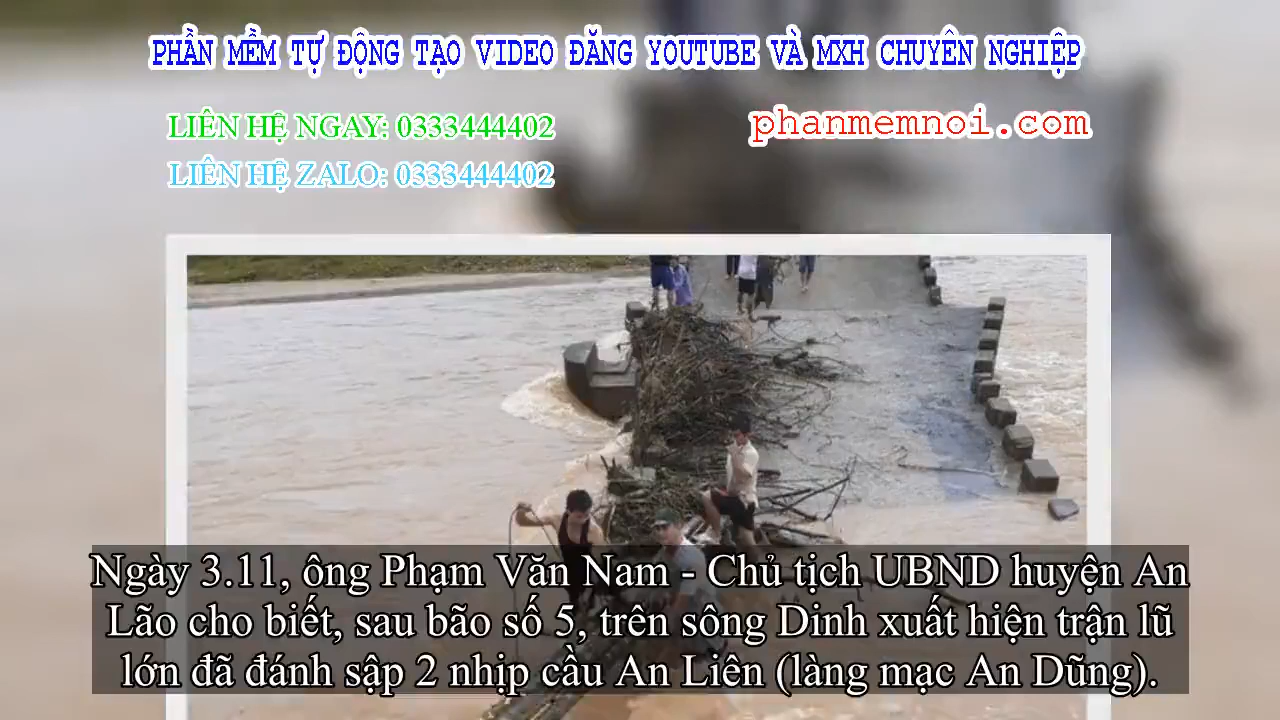 PHẦN MỀM TỰ ĐỘNG TẠO VIDEO ĐĂNG YOUTUBE VÀ MXH CHUYÊN NGHIỆP
LIÊN HỆ NGAY: 0333444402
phanmemnoi.com
LIÊN HỆ ZALO: 0333444402
Ngày 3.11, ông Phạm Văn Nam - Chủ tịch UBND huyện An
Lão cho biết, sau bão số 5, trên sông Dinh xuất hiện trận lũ
lớn đã đánh sập 2 nhịp cầu An Liên (làng mạc An Dũng).